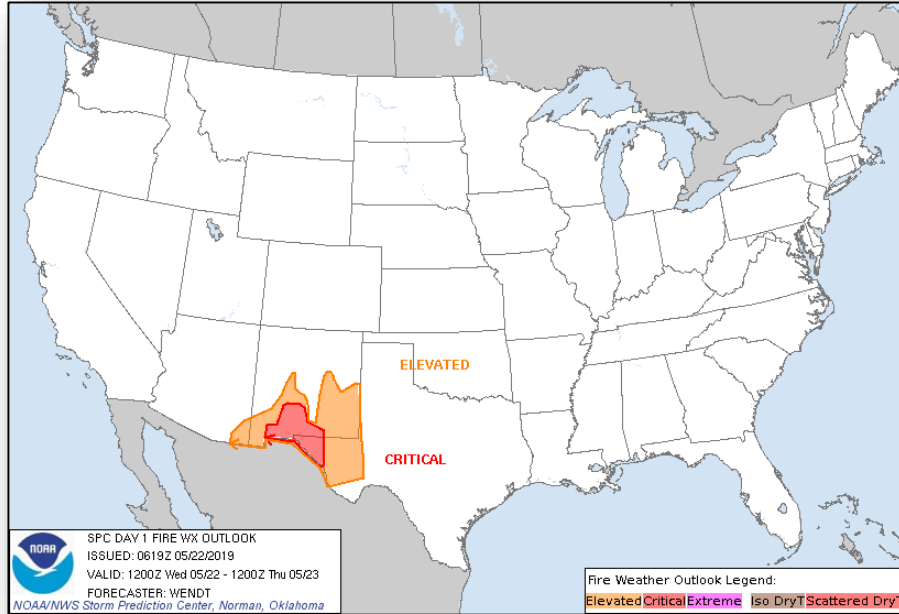 ELEVATED
CRITICAL
NOAA
SPC DAY 1 FIRE WX OUTLOOK
ISSUED: 0619Z 05/22/2019
VALID: 1200Z Wed 05/22 - 1200Z Thu 05/23
FORECASTER: WENDT
NOAA/NWS Storm Prediction Center, Norman, Oklahoma
Fire Weather Outlook Legend:
Elevated Critical Extreme Iso DryT Scattered Dry